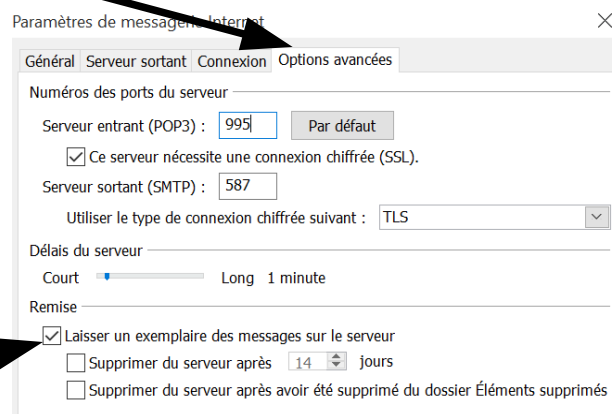 Paramètres de messagerie Internet
Général Serveur sortant Connexion Options avancées
Numéros des ports du serveur
Serveur entrant (POP3) : 995 Par défaut
Ce serveur nécessite une connexion chiffrée (SSL).
Serveur sortant (SMTP) : 587
Utiliser le type de connexion chiffrée suivant : TLS
Délais du serveur
Court Long 1 minute
Remise
Laisser un exemplaire des messages sur le serveur
Supprimer du serveur après 14 jours
Supprimer du serveur après avoir été supprimé du dossier Éléments supprimés